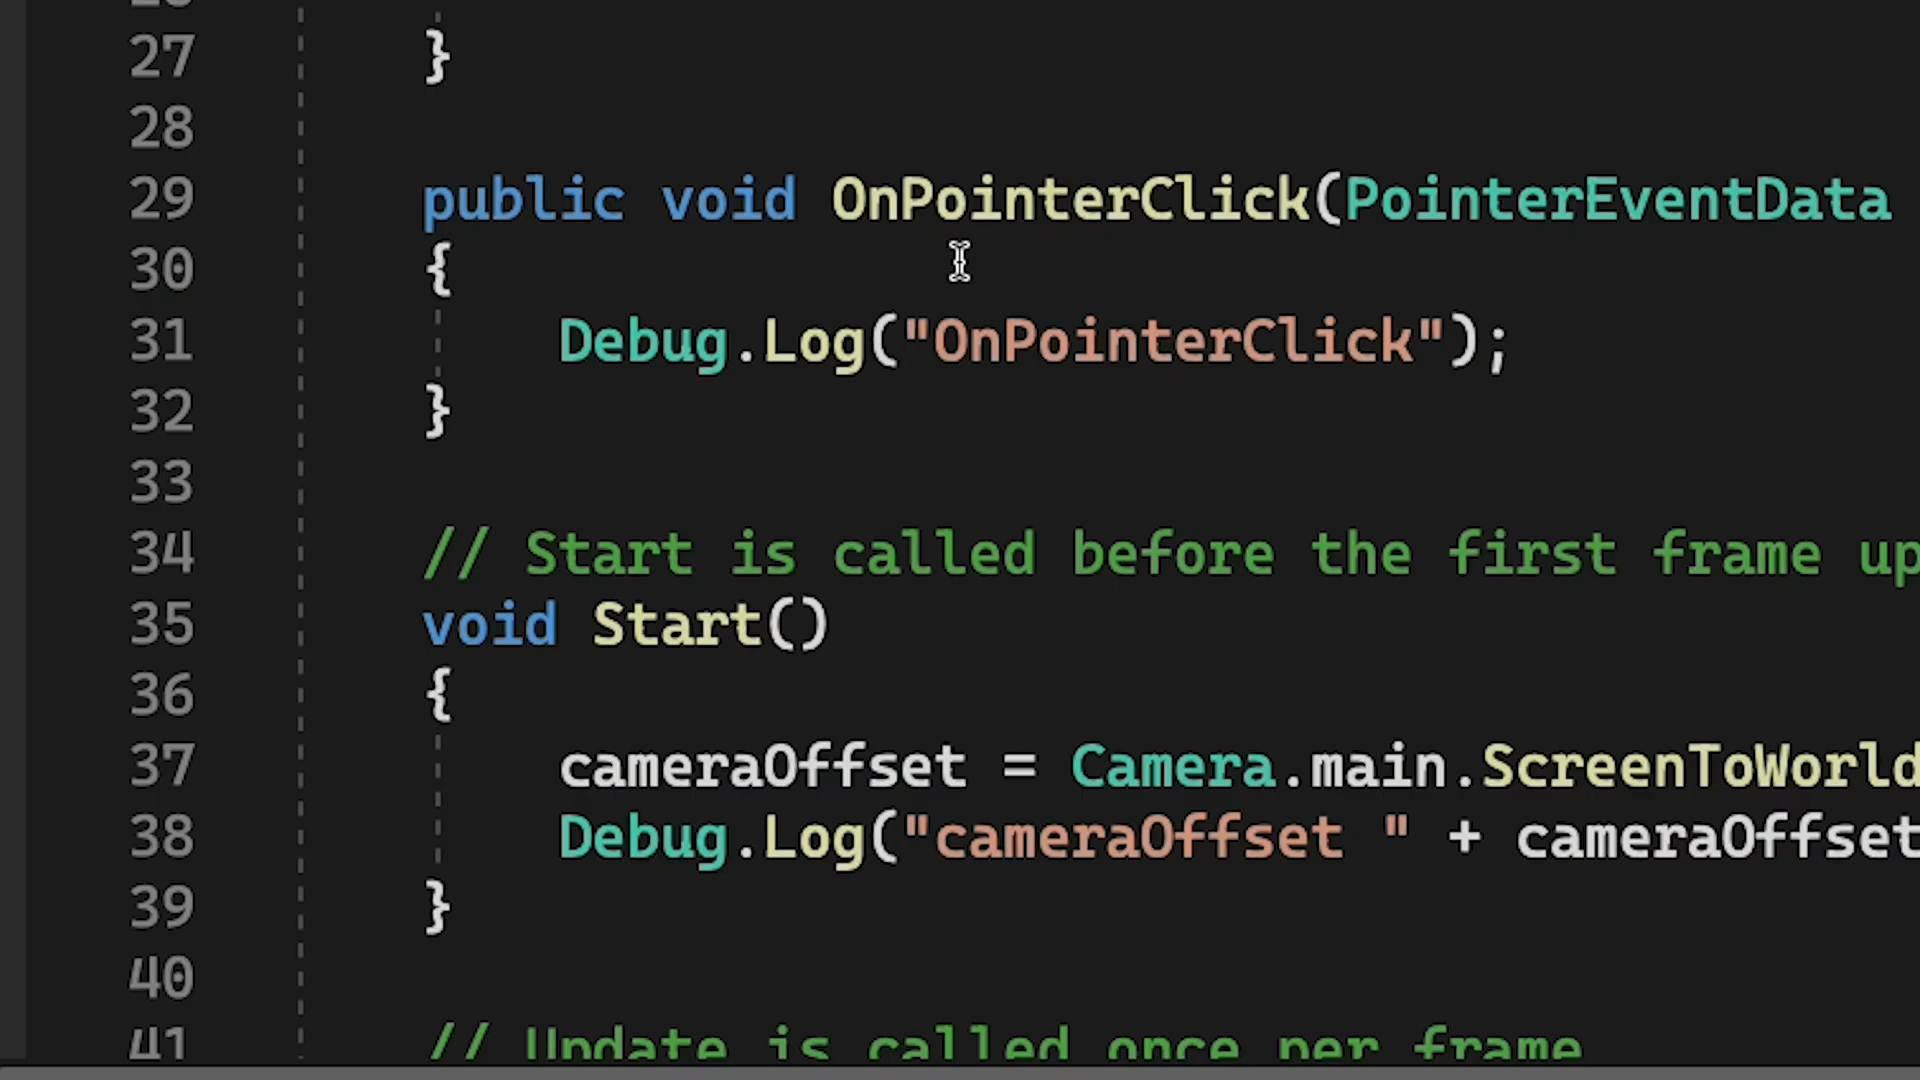 27 }
28
29 public void OnPointerClick(PointerEventData
30 {
31 Debug.Log("OnPointerClick");
32 }
33
34 // Start is called before the first frame up
35 void Start()
36 {
37 cameraOffset = Camera.main.ScreenToWorld
38 Debug.Log("cameraOffset " + cameraOffset
39 }
40
41 // Update is called once per frame